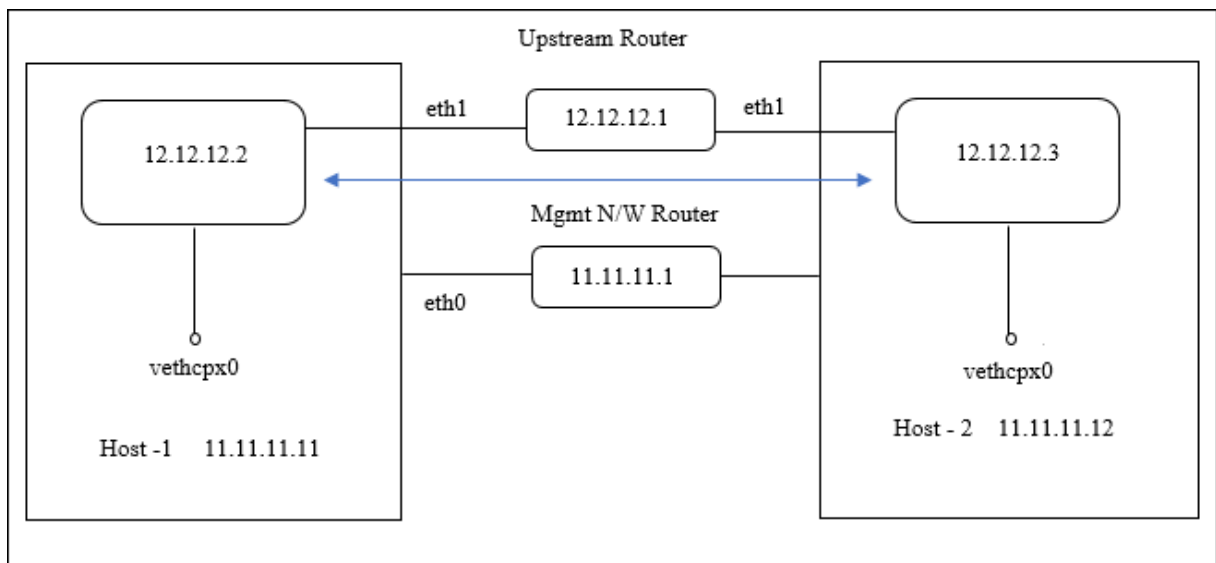 Upstream Router
eth1
12.12.12.1
eth1
12.12.12.2
12.12.12.3
Mgmt N/W Router
11.11.11.1
eth0
vethcpx0
vethcpx0
Host -1 11.11.11.11
Host - 2 11.11.11.12